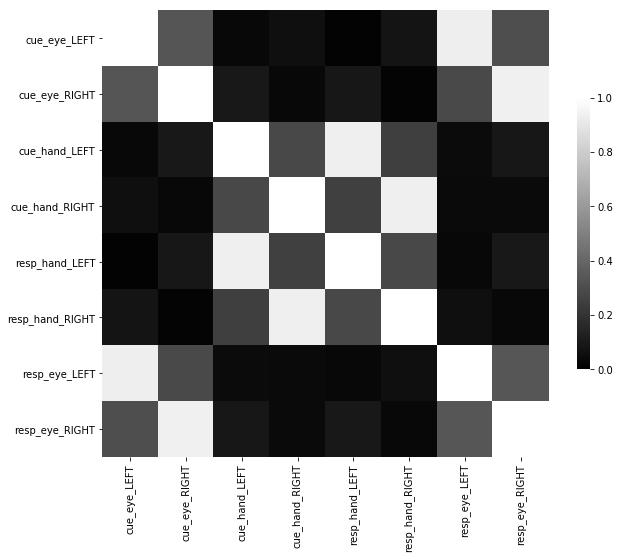 cue_eye_LEFT
cue_eye_RIGHT
cue_hand_LEFT
cue_hand_RIGHT
resp_hand_LEFT
resp_hand_RIGHT
resp_eye_LEFT
resp_eye_RIGHT
1.0
0.8
0.6
0.4
0.2
0.0
cue_eye_LEFT
cue_eye_RIGHT
cue_hand_LEFT
cue_hand_RIGHT
resp_hand_LEFT
resp_hand_RIGHT
resp_eye_LEFT
resp_eye_RIGHT